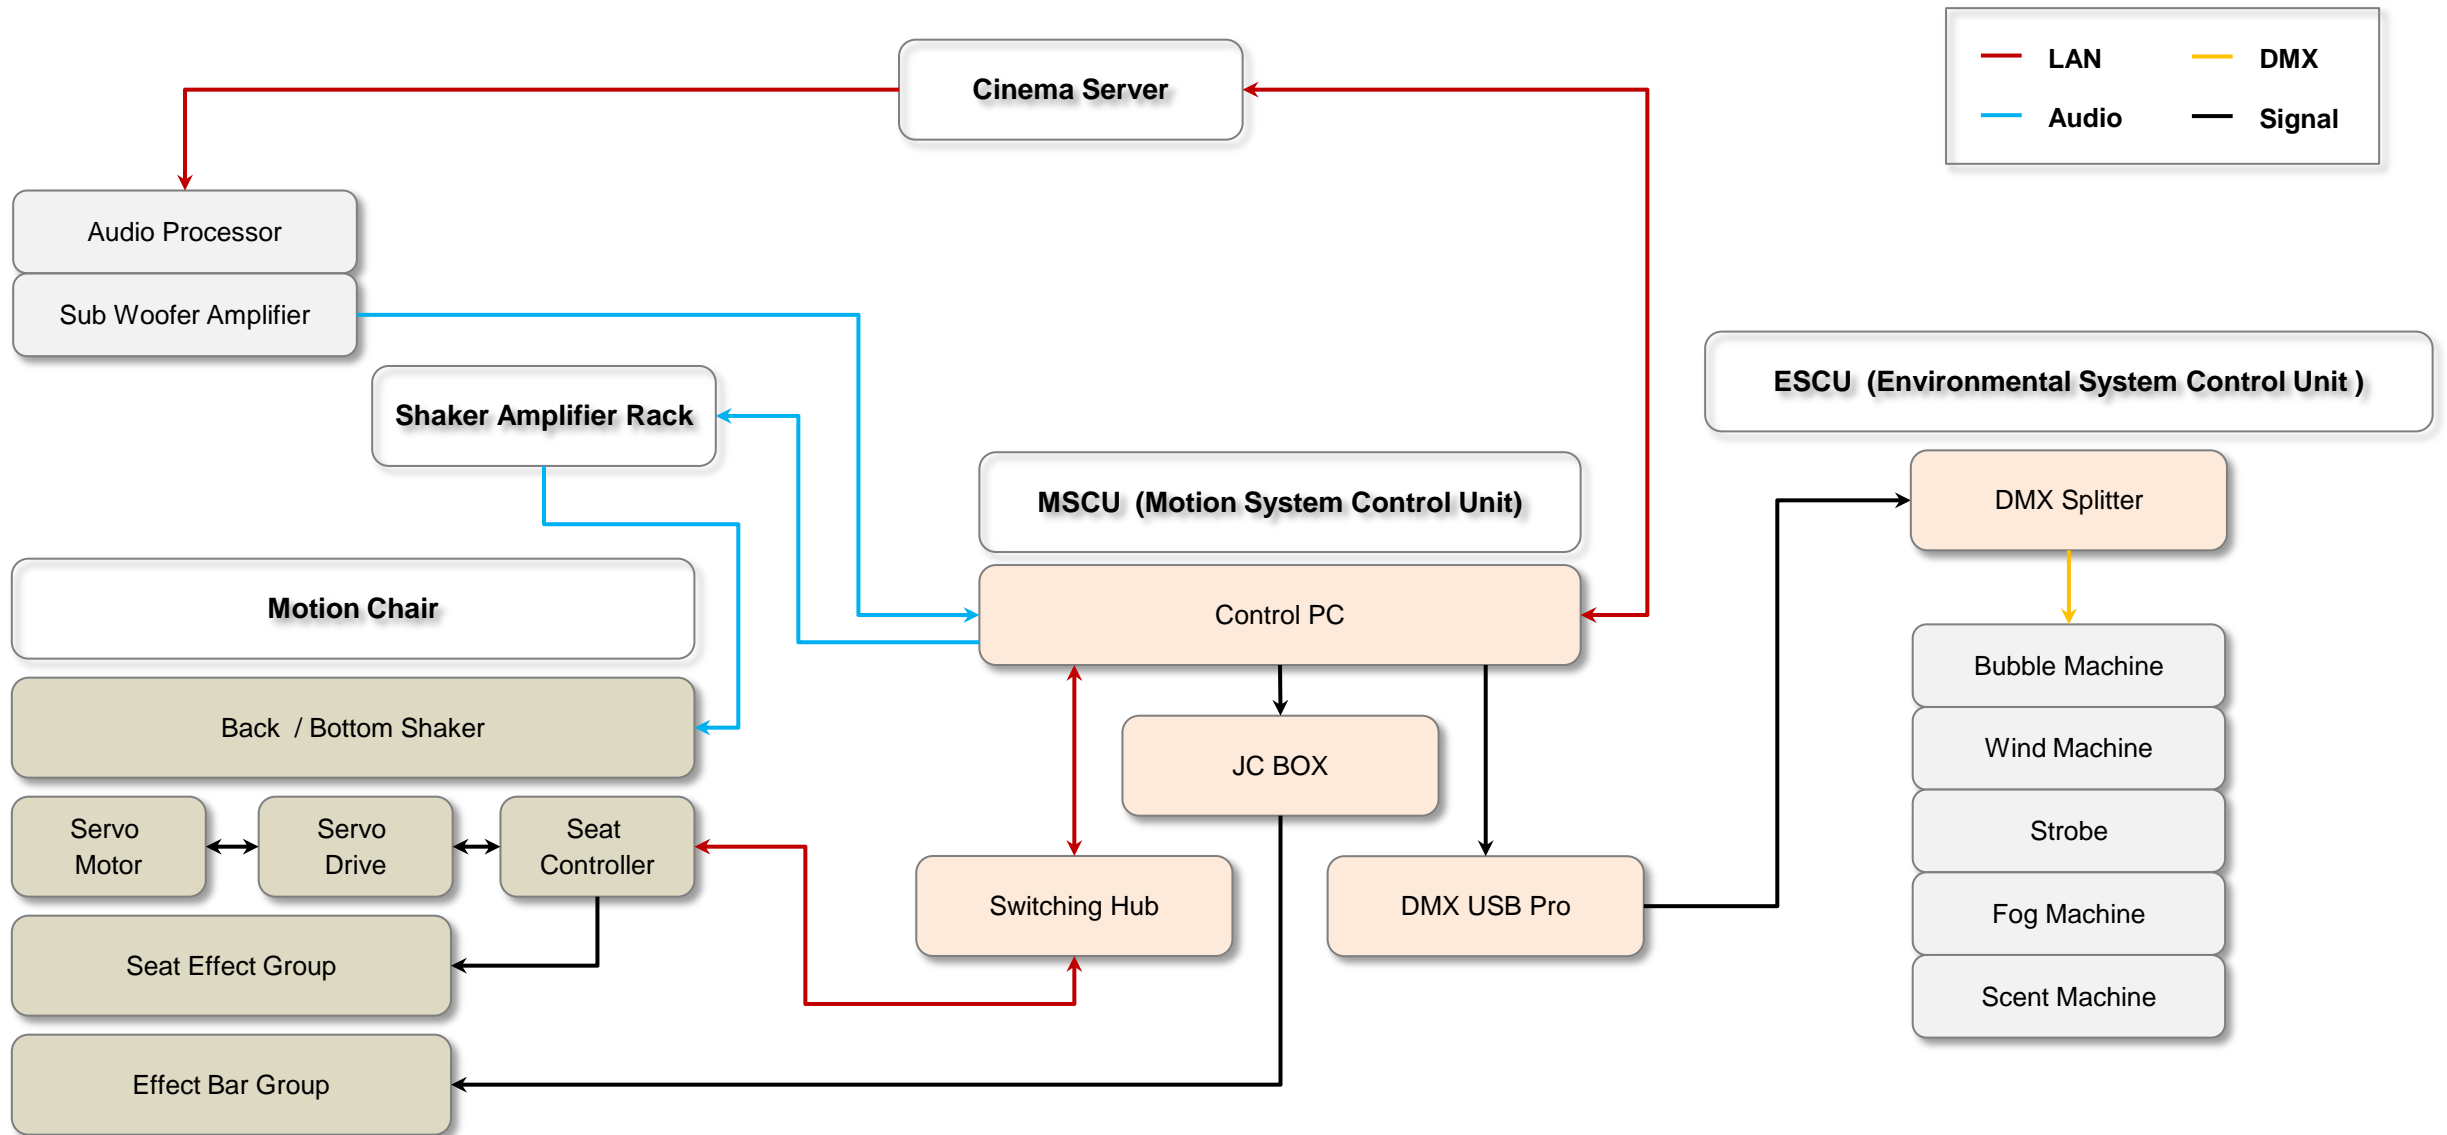 Cinema Server
LAN
DMX
Audio
Signal
Audio Processor
Sub Woofer Amplifier
Shaker Amplifier Rack
ESCU (Environmental System Control Unit )
MSCU (Motion System Control Unit)
DMX Splitter
Motion Chair
Control PC
Back / Bottom Shaker
Bubble Machine
Wind Machine
JC BOX
Servo
Motor
Servo
Drive
Seat
Controller
Strobe
Switching Hub
DMX USB Pro
Fog Machine
Seat Effect Group
Scent Machine
Effect Bar Group